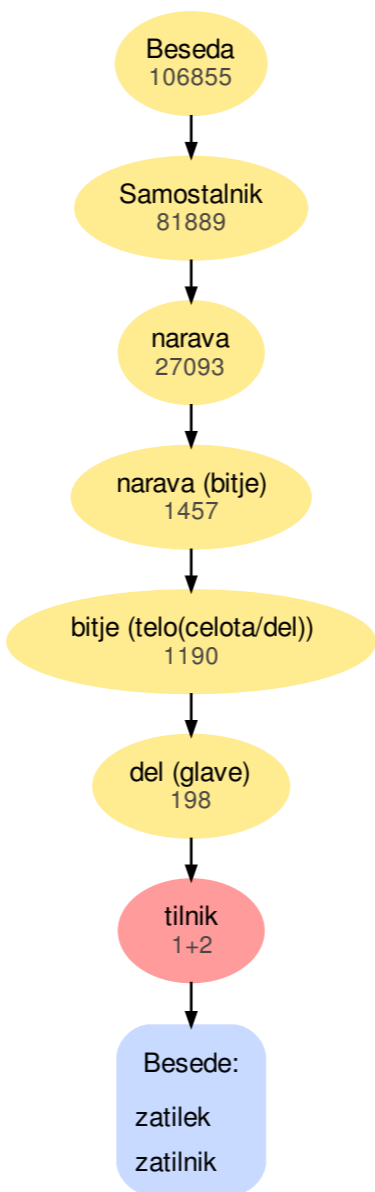 Beseda
106855
Samostalnik
81889
narava
27093
narava (bitje)
1457
bitje (telo(celota/del))
1190
del (glave)
198
tilnik
1+2
Besede:
zatilek
zatilnik